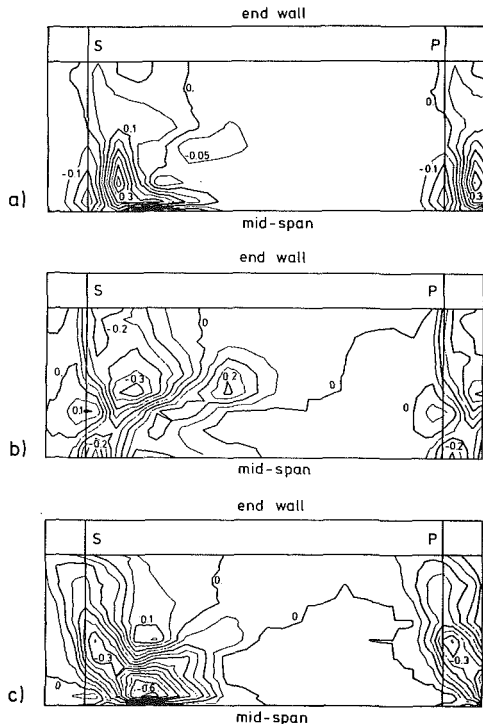 end wall
S P
0. 0.
0.1
-0.05
-0.1 -0.1
0.3 0.3
a)
mid-span
end wall
S P
-0.2 0
0. -0.3 0.2
0.1 0 0
-0.2 -0.2
b)
mid-span
end wall
S P
0.
0.1 0
-0.3 -0.3
0 -0.6 0
c)
mid-span